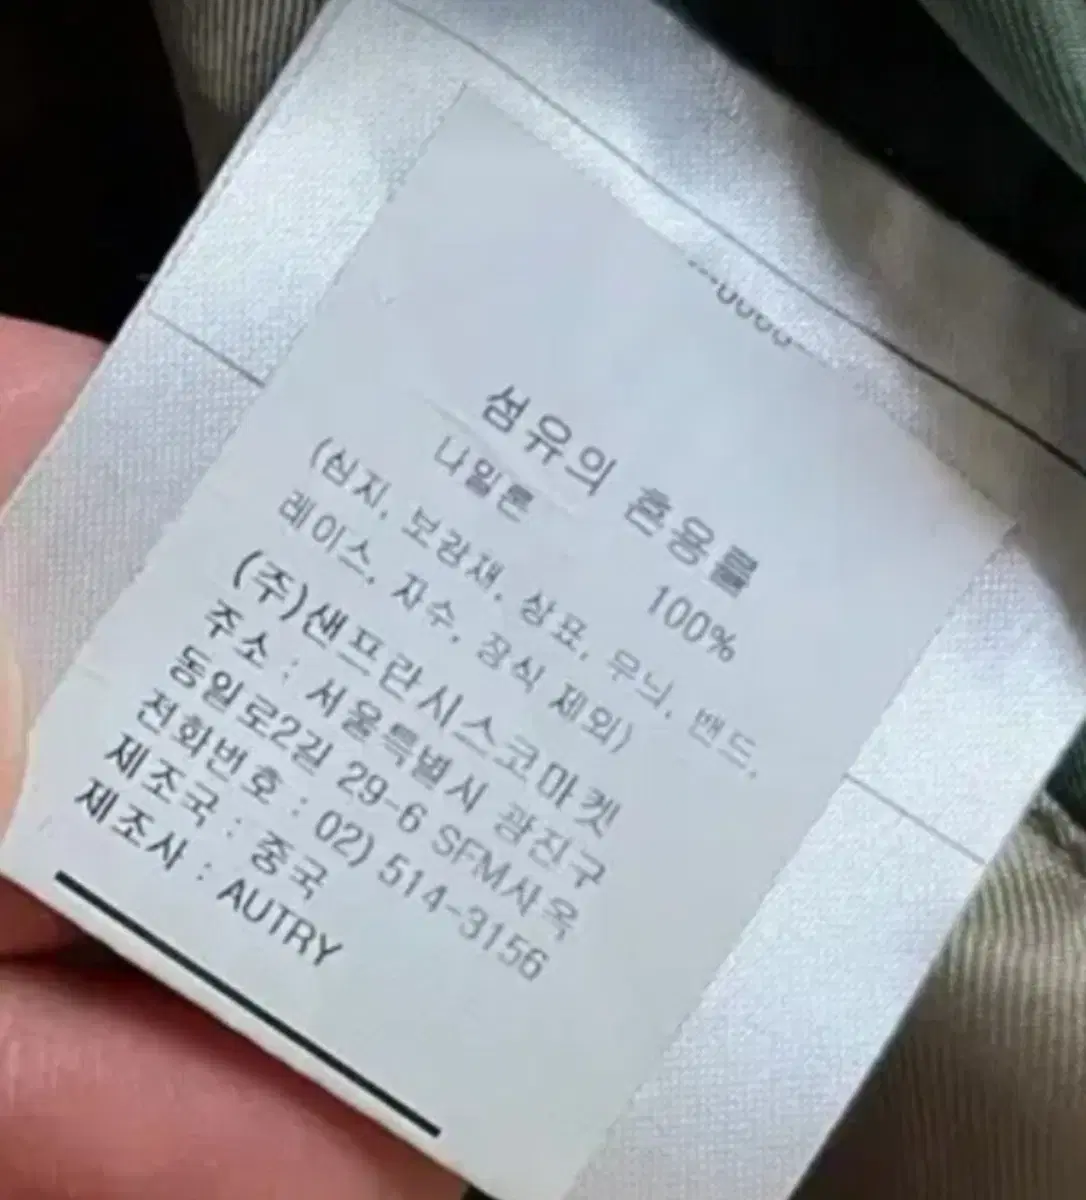 섬유의 혼용률
나일론 100%
(심지, 보강재, 상표, 무늬, 밴드,
레이스, 자수, 장식 제외)
(주)샌프란시스코마켓
주소 : 서울특별시 광진구
동일로2길 29-6 SFM사옥
전화번호 : 02) 514-3156
제조국 : 중국
제조사 : AUTRY